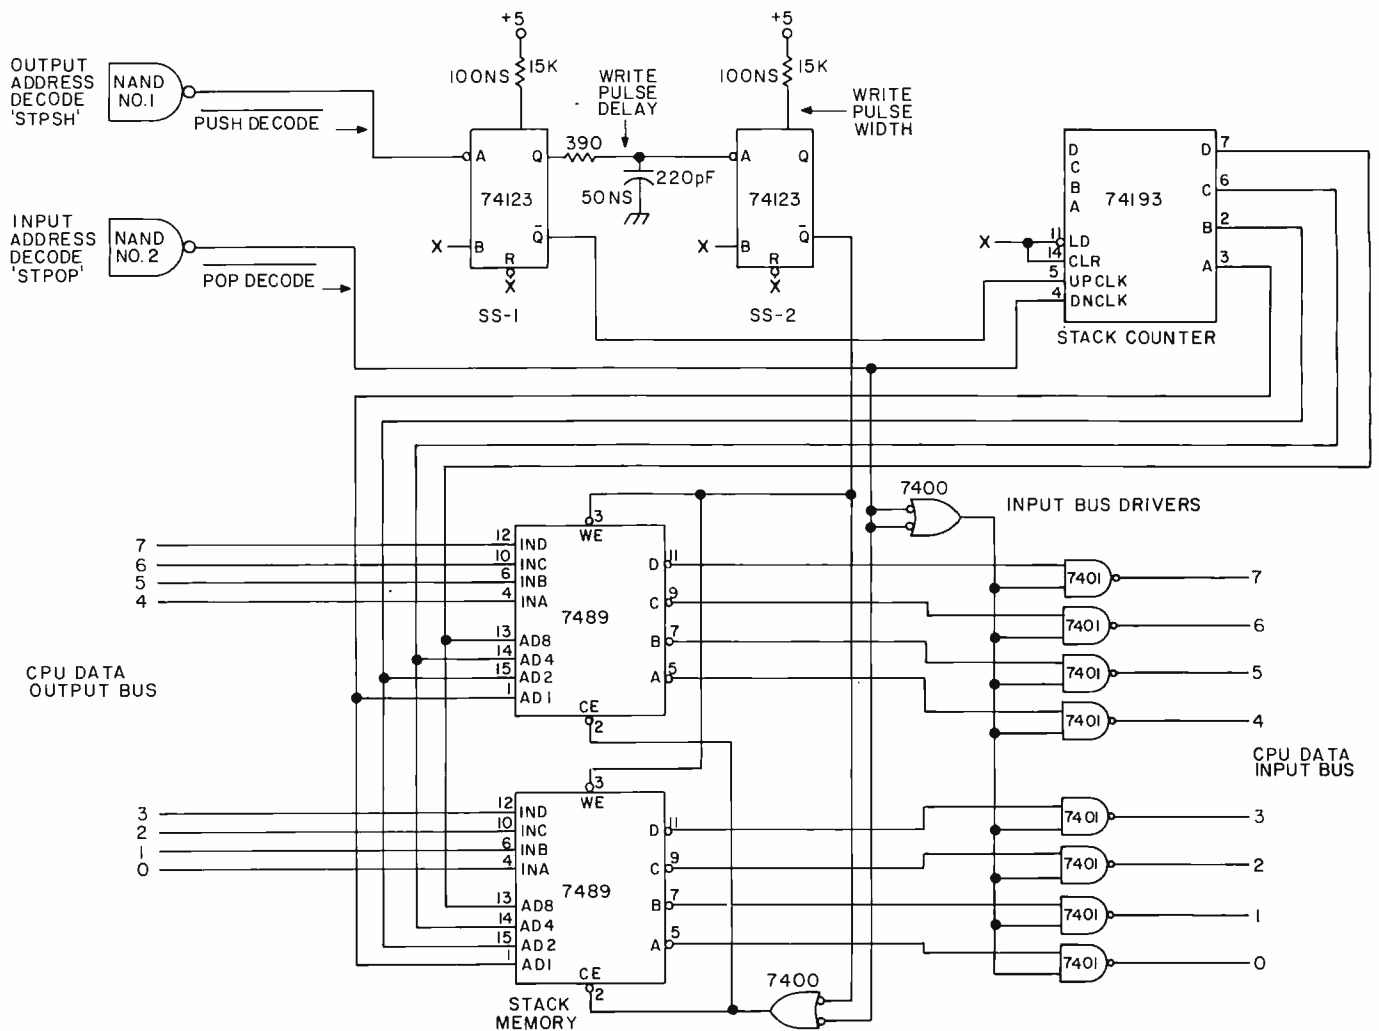 +5
+5
OUTPUT
ADDRESS
DECODE
'STPSH'
NAND
NO.1
PUSH DECODE
100NS
15K
WRITE
PULSE
DELAY
100NS
15K
WRITE
PULSE
WIDTH
A
Q
390
74123
B
Q
R
X
X
SS-1
220pF
50NS
A
Q
74123
B
Q
R
X
X
SS-2
INPUT
ADDRESS
DECODE
'STPOP'
NAND
NO.2
POP DECODE
D
C
B
A
74193
D
7
C
6
B
2
A
3
X
11
LD
14
CLR
5
UPCLK
4
DNCLK
STACK COUNTER
7400
INPUT BUS DRIVERS
3
WE
7
12
IND
6
10
INC
5
6
INB
4
4
INA
7489
13
AD8
14
AD4
15
AD2
1
AD1
D
11
C
9
B
7
A
5
CE
2
CPU DATA
OUTPUT BUS
7401
7
7401
6
7401
5
7401
4
CPU DATA
INPUT BUS
3
WE
3
12
IND
2
10
INC
1
6
INB
0
4
INA
7489
13
AD8
14
AD4
15
AD2
1
AD1
D
11
C
9
B
7
A
5
CE
2
STACK
MEMORY
7400
7401
3
7401
2
7401
1
7401
0